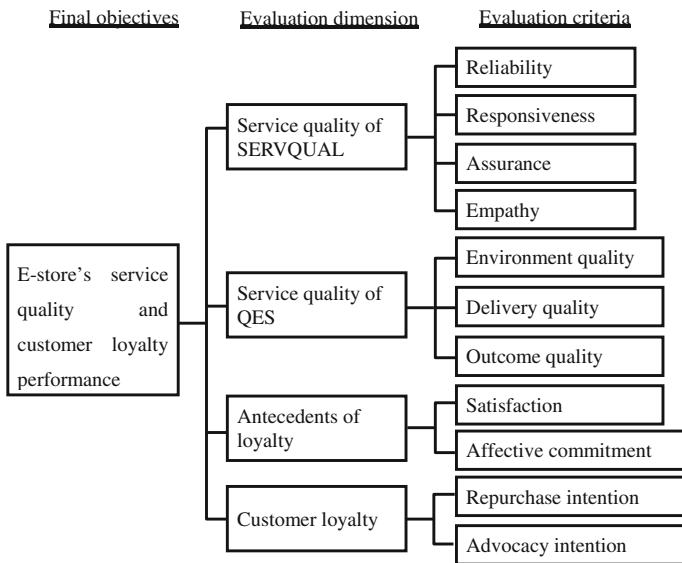 Final objectives
Evaluation dimension
Evaluation criteria
E-store's service
quality and
customer loyalty
performance
Service quality of
SERVQUAL
Reliability
Responsiveness
Assurance
Empathy
Service quality of
QES
Environment quality
Delivery quality
Outcome quality
Antecedents of
loyalty
Satisfaction
Affective commitment
Customer loyalty
Repurchase intention
Advocacy intention